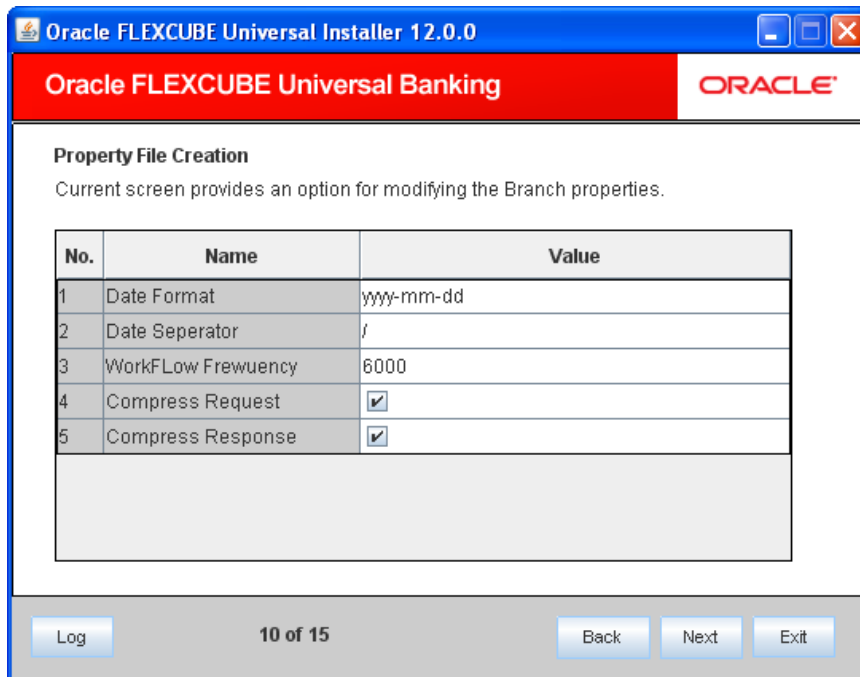 Oracle FLEXCUBE Universal Installer 12.0.0
Oracle FLEXCUBE Universal Banking
ORACLE
Property File Creation
Current screen provides an option for modifying the Branch properties.
No. Name Value
1 Date Format yyyy-mm-dd
2 Date Seperator /
3 WorkFLow Frewuency 6000
4 Compress Request
5 Compress Response
Log 10 of 15 Back Next Exit